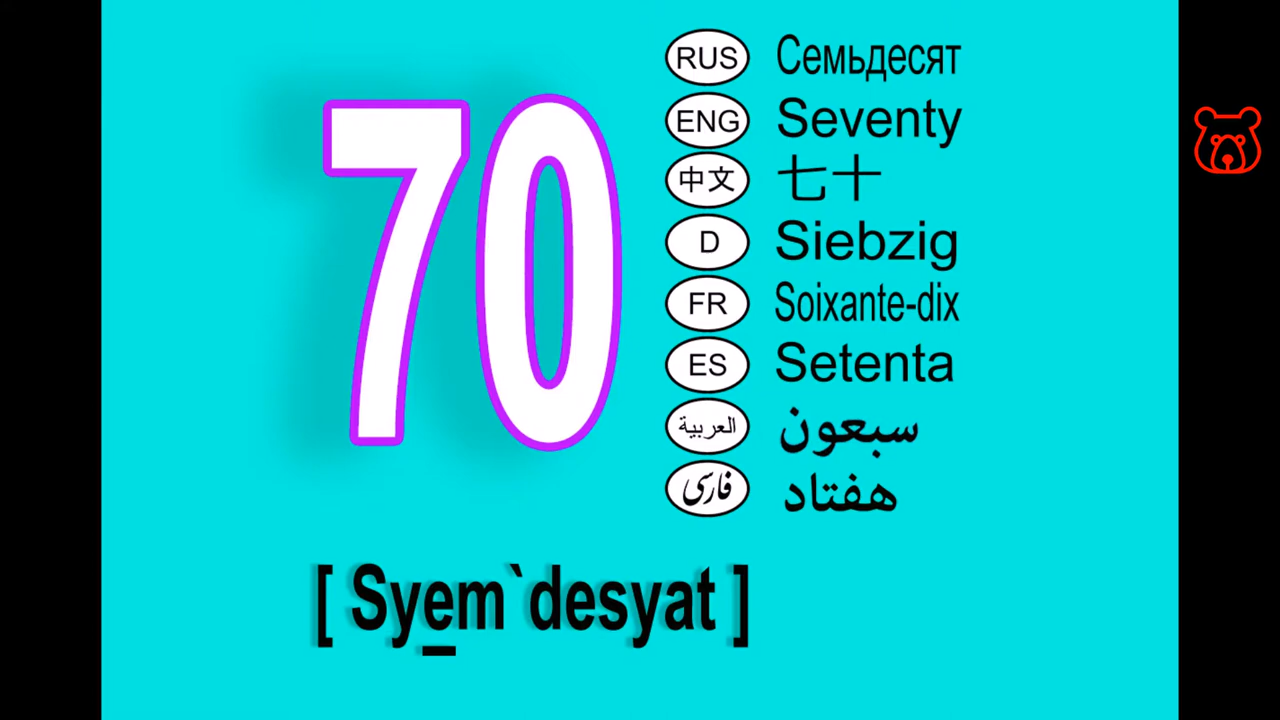 70
RUS Семьдесят
ENG Seventy
中文 七十
D Siebzig
FR Soixante-dix
ES Setenta
العربية سبعون
فارسی هفتاد
[ Syem`desyat ]